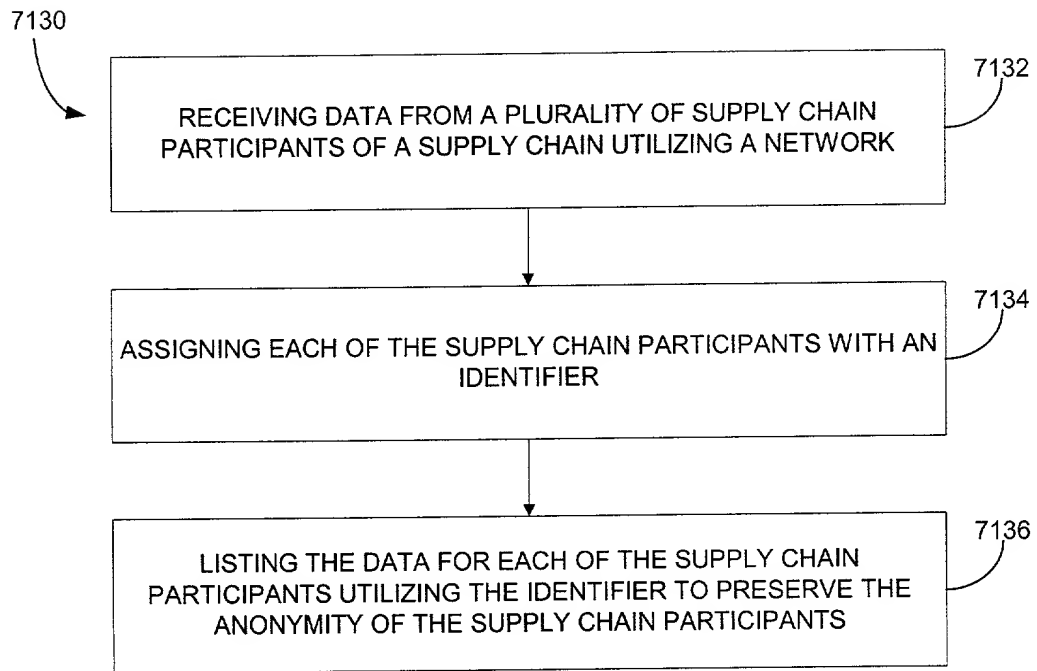 7130
7132
RECEIVING DATA FROM A PLURALITY OF SUPPLY CHAIN
PARTICIPANTS OF A SUPPLY CHAIN UTILIZING A NETWORK
7134
ASSIGNING EACH OF THE SUPPLY CHAIN PARTICIPANTS WITH AN
IDENTIFIER
7136
LISTING THE DATA FOR EACH OF THE SUPPLY CHAIN
PARTICIPANTS UTILIZING THE IDENTIFIER TO PRESERVE THE
ANONYMITY OF THE SUPPLY CHAIN PARTICIPANTS